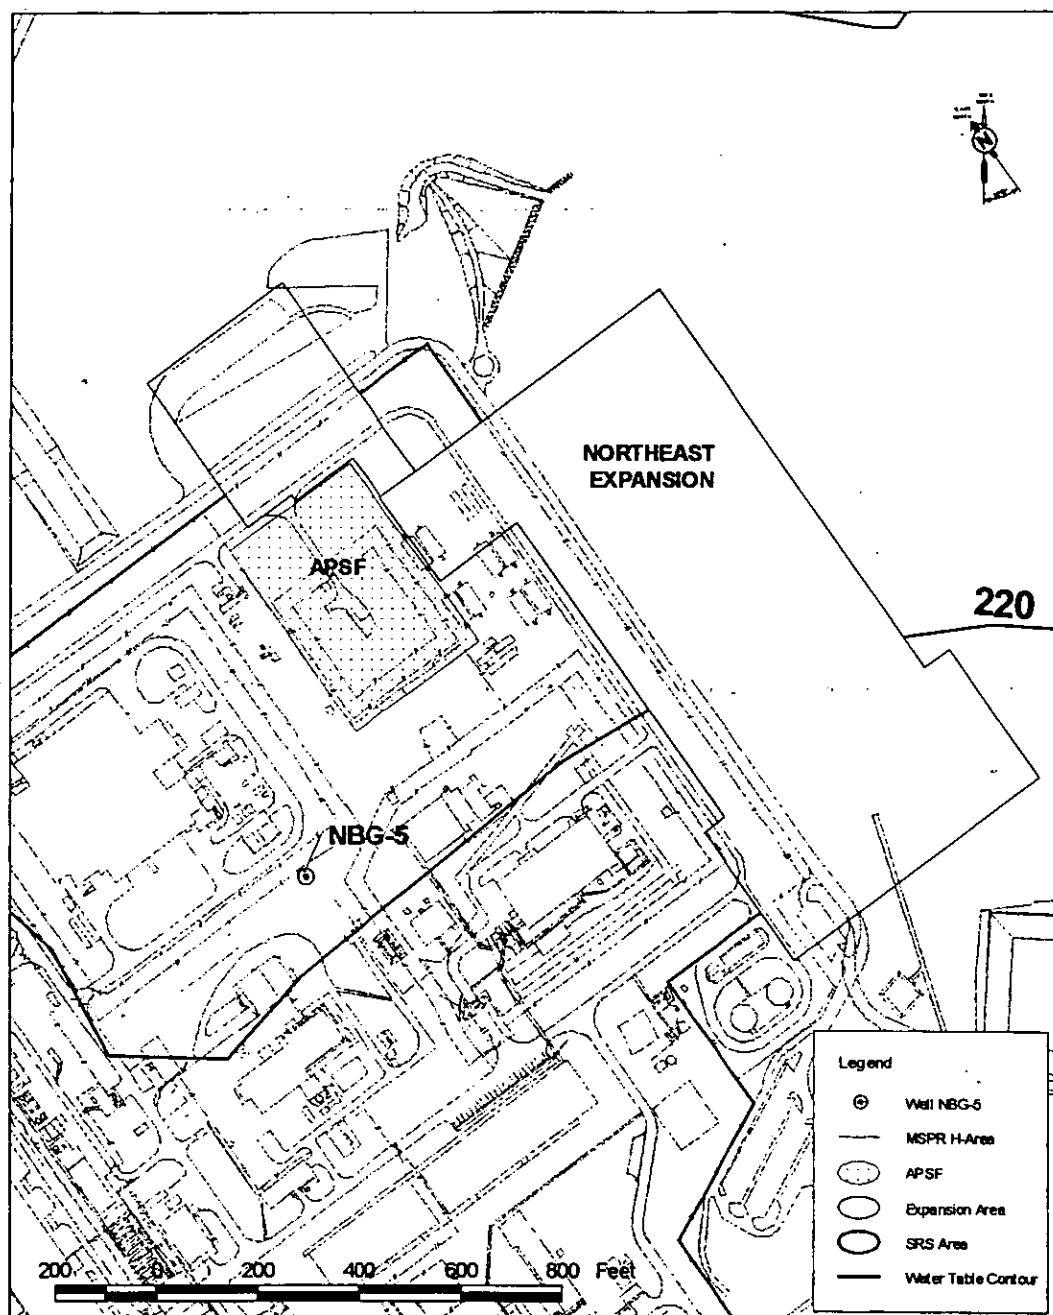 NORTHEAST
EXPANSION
APSF
220
NBG-5
Legend
Well NBG-5
MSPR H-Area
APSF
Expansion Area
SRS Area
Water Table Contour
200 0 200 400 600 800 Feet
N